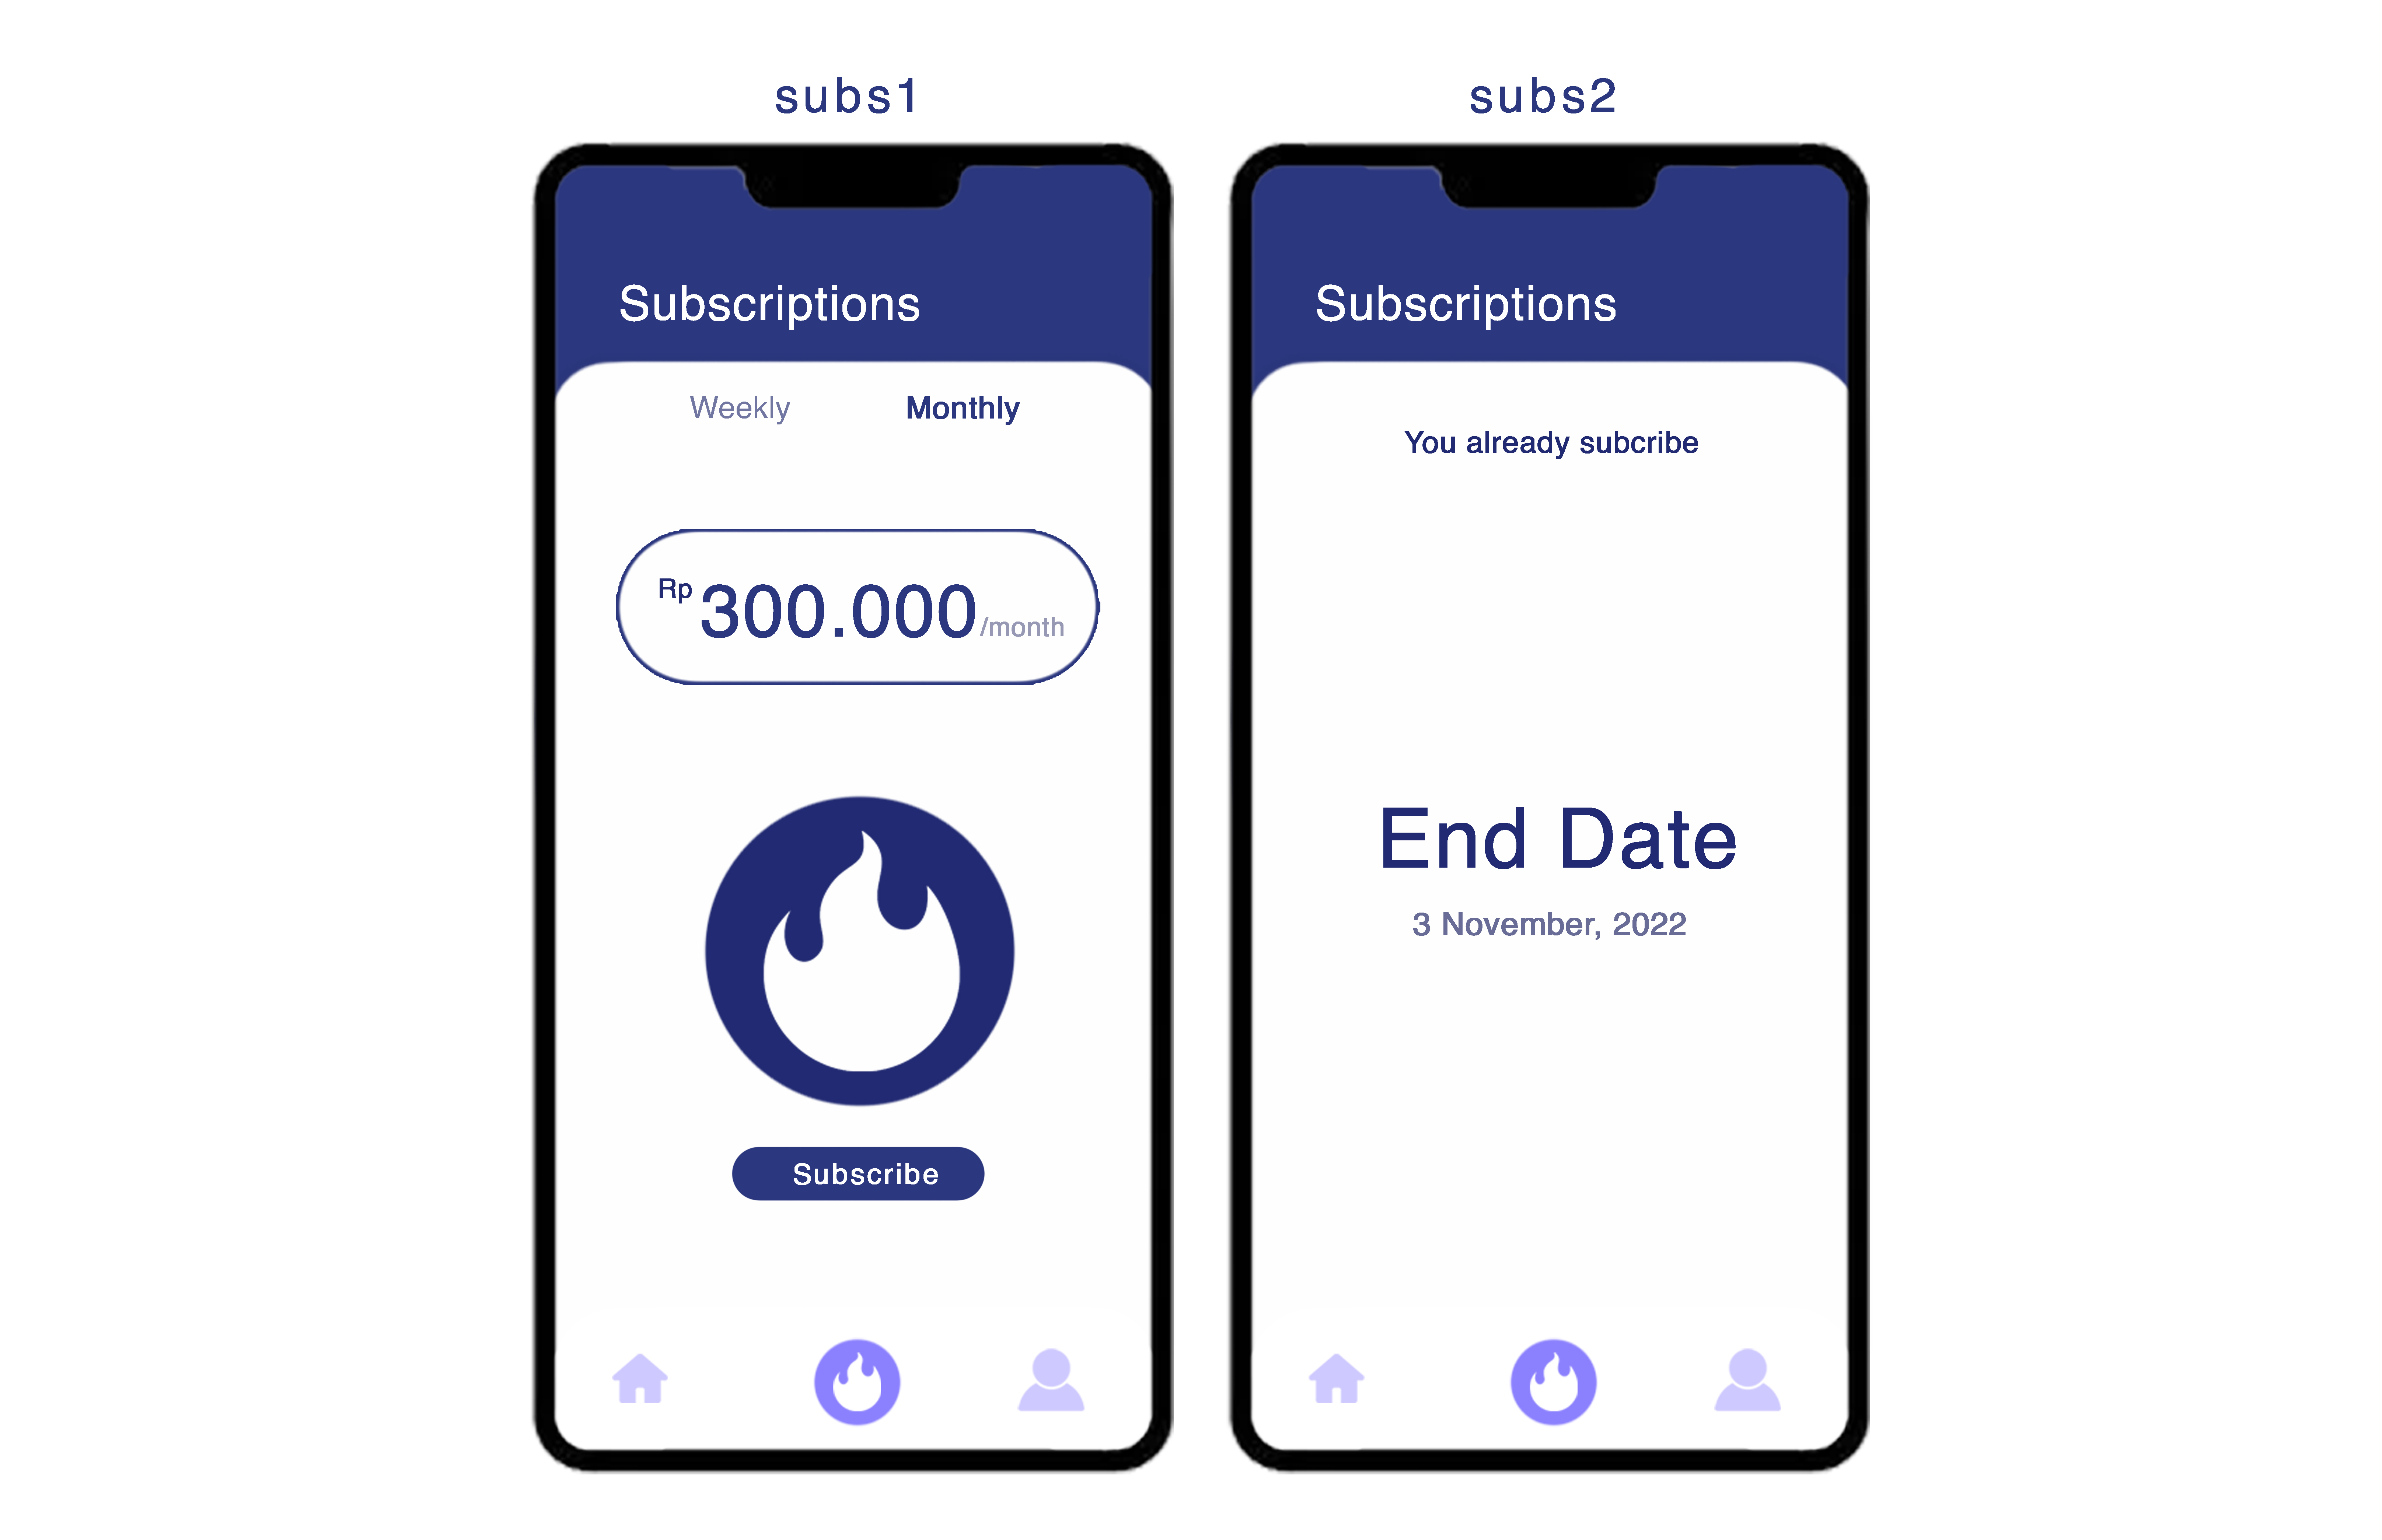 subs1
Subscriptions
Weekly Monthly
Rp 300.000/month
Subscribe
subs2
Subscriptions
You already subcribe
End Date
3 November, 2022